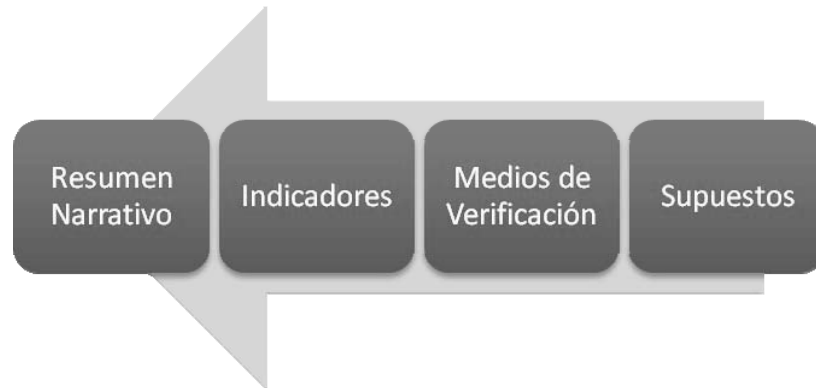 Resumen
Narrativo
Indicadores
Medios de
Verificación
Supuestos